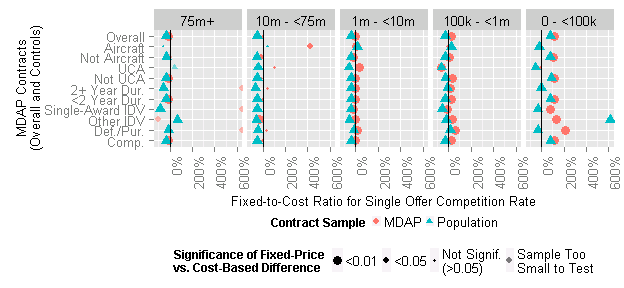 75m+
10m - <75m
1m - <10m
100k - <1m
0 - <100k
MDAP Contracts
(Overall and Controls)
Overall
Aircraft
Not Aircraft
UCA
Not UCA
2+ Year Dur.
<2 Year Dur.
Single-Award IDV
Other IDV
Def./Pur.
Comp.
0% 200% 400% 600% 0% 200% 400% 600% 0% 200% 400% 600% 0% 200% 400% 600% 0% 200% 400% 600%
Fixed-to-Cost Ratio for Single Offer Competition Rate
Contract Sample MDAP Population
Significance of Fixed-Price
vs. Cost-Based Difference
<0.01
<0.05
Not Signif.
(>0.05)
Sample Too
Small to Test